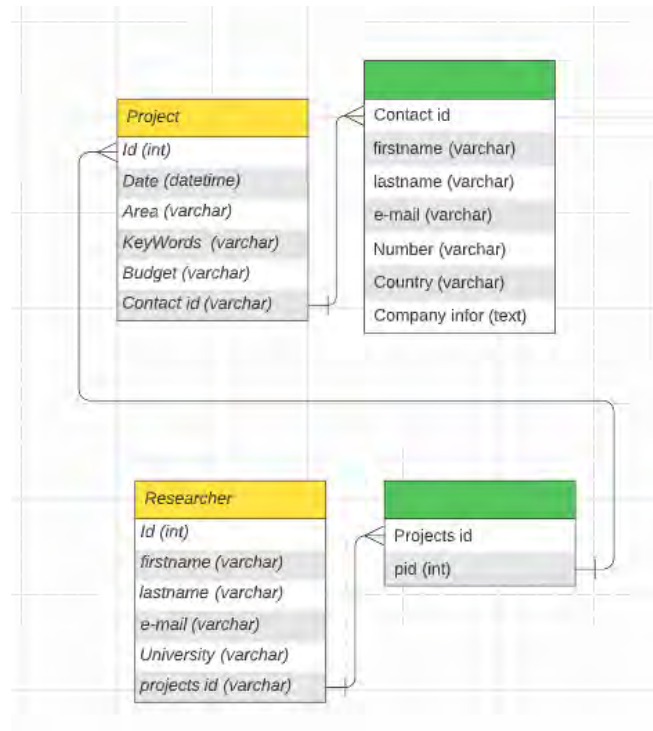 Project
Id (int)
Date (datetime)
Area (varchar)
KeyWords (varchar)
Budget (varchar)
Contact id (varchar)
Contact id
firstname (varchar)
lastname (varchar)
e-mail (varchar)
Number (varchar)
Country (varchar)
Company infor (text)
Researcher
Id (int)
firstname (varchar)
lastname (varchar)
e-mail (varchar)
University (varchar)
projects id (varchar)
Projects id
pid (int)